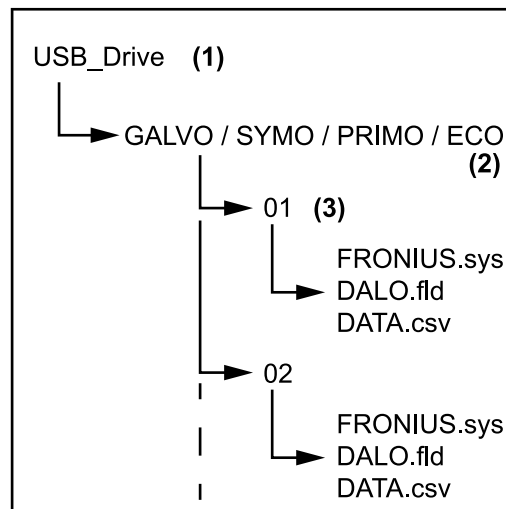 USB_Drive (1)
GALVO / SYMO / PRIMO / ECO
(2)
01 (3)
FRONIUS.sys
DALO.fld
DATA.csv
02
FRONIUS.sys
DALO.fld
DATA.csv